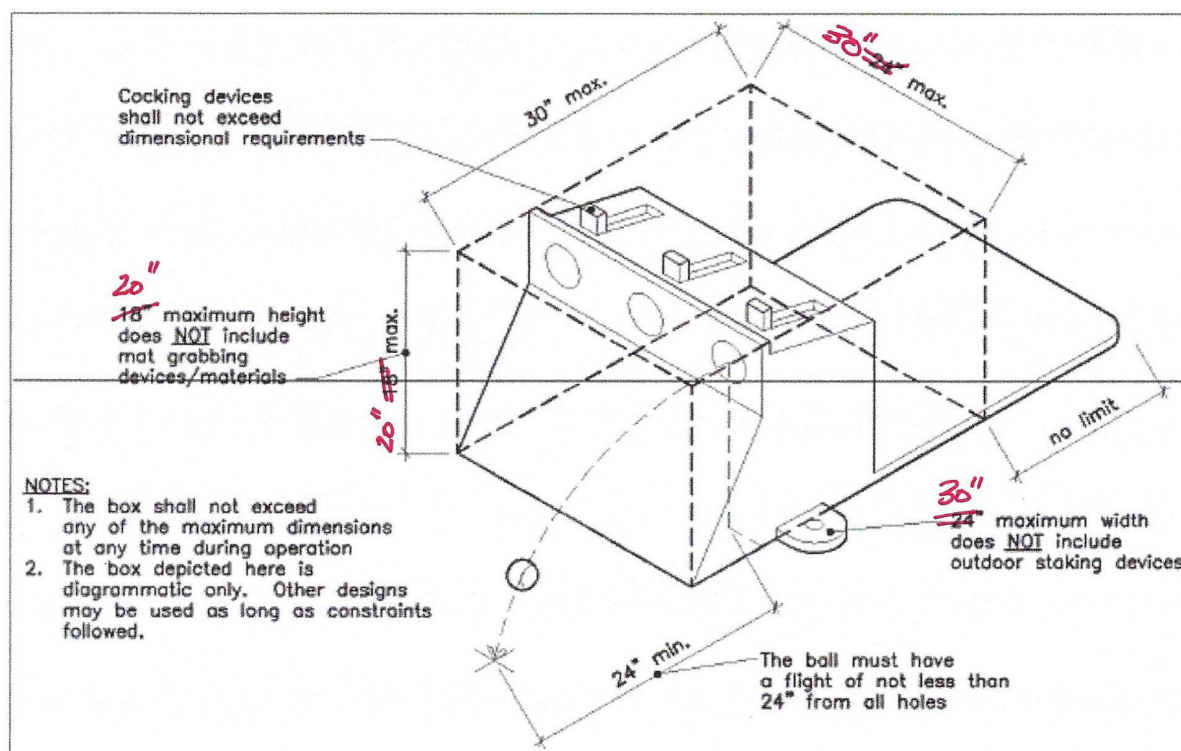 30" 24" max.
30" max.
Cocking devices
shall not exceed
dimensional requirements
20"
18" maximum height
does NOT include
mat grabbing
devices/materials
20" 18" max.
no limit
30"
24" maximum width
does NOT include
outdoor staking devices
NOTES:
1. The box shall not exceed
any of the maximum dimensions
at any time during operation
2. The box depicted here is
diagrammatic only. Other designs
may be used as long as constraints
followed.
24" min.
The ball must have
a flight of not less than
24" from all holes